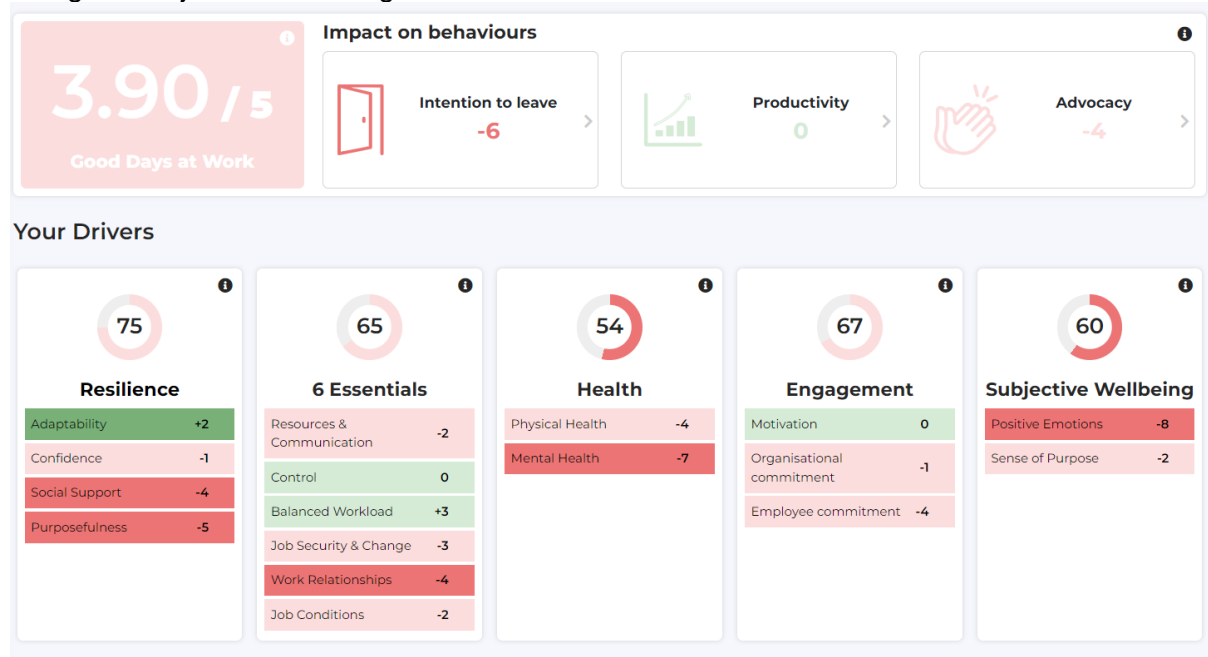 Impact on behaviours
3.90 / 5
Good Days at Work
Intention to leave
-6
Productivity
0
Advocacy
-4
Your Drivers
75
Resilience
Adaptability +2
Confidence -1
Social Support -4
Purposefulness -5
65
6 Essentials
Resources &
Communication -2
Control 0
Balanced Workload +3
Job Security & Change -3
Work Relationships -4
Job Conditions -2
54
Health
Physical Health -4
Mental Health -7
67
Engagement
Motivation 0
Organisational
commitment -1
Employee commitment -4
60
Subjective Wellbeing
Positive Emotions -8
Sense of Purpose -2